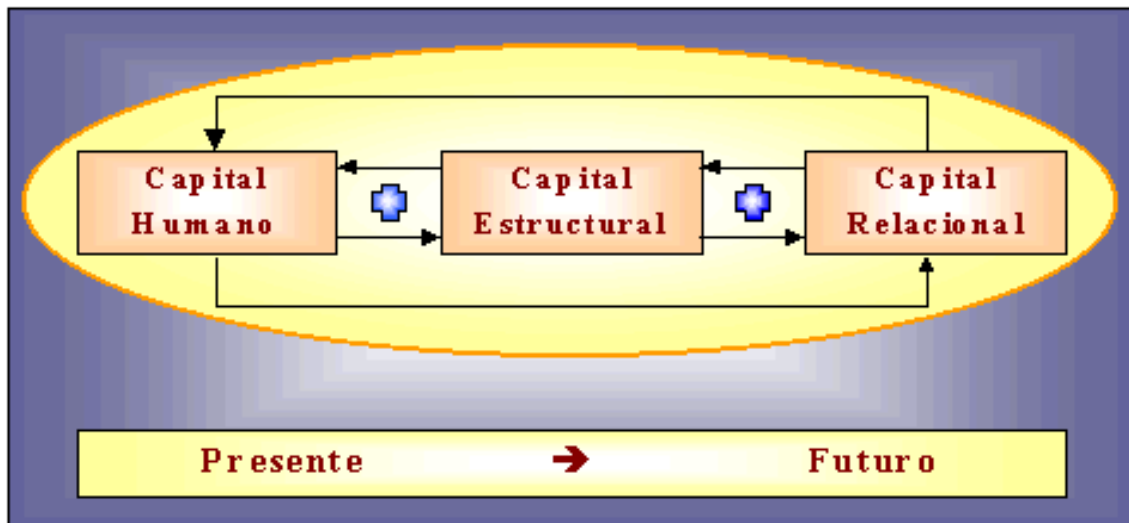 Capital
Humano
Capital
Estructural
Capital
Relacional
Presente → Futuro